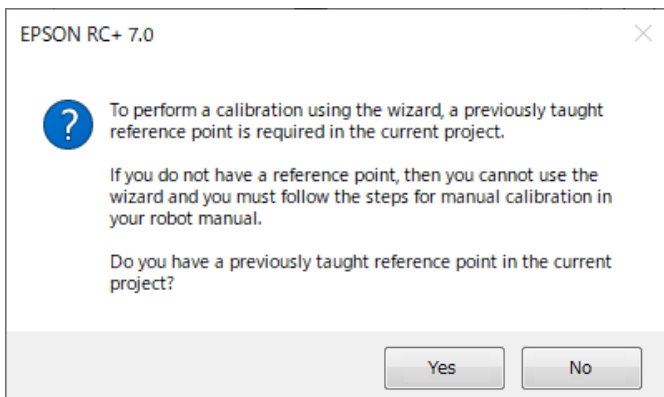 EPSON RC+ 7.0
To perform a calibration using the wizard, a previously taught
reference point is required in the current project.
If you do not have a reference point, then you cannot use the
wizard and you must follow the steps for manual calibration in
your robot manual.
Do you have a previously taught reference point in the current
project?
Yes
No